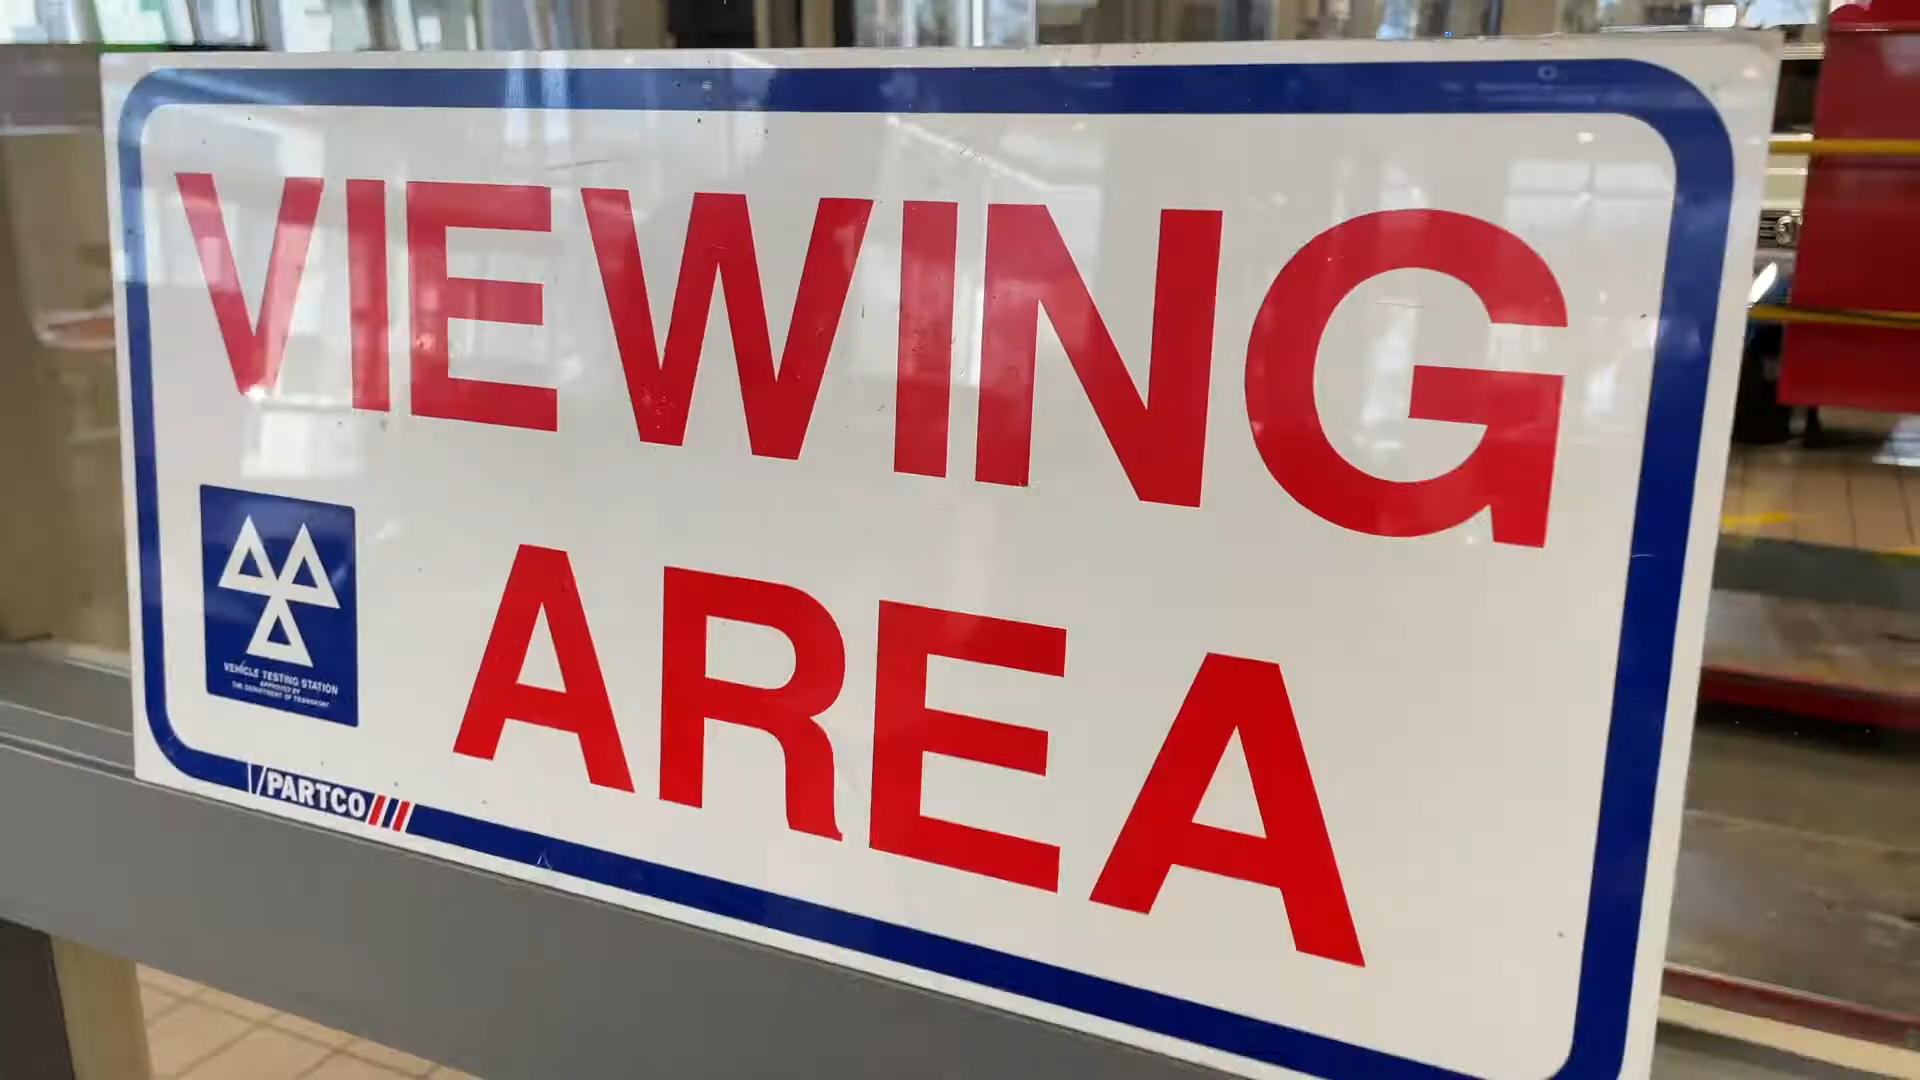 VIEWING
AREA
VEHICLE TESTING STATION
APPROVED BY
THE DEPARTMENT OF TRANSPORT
PARTCO